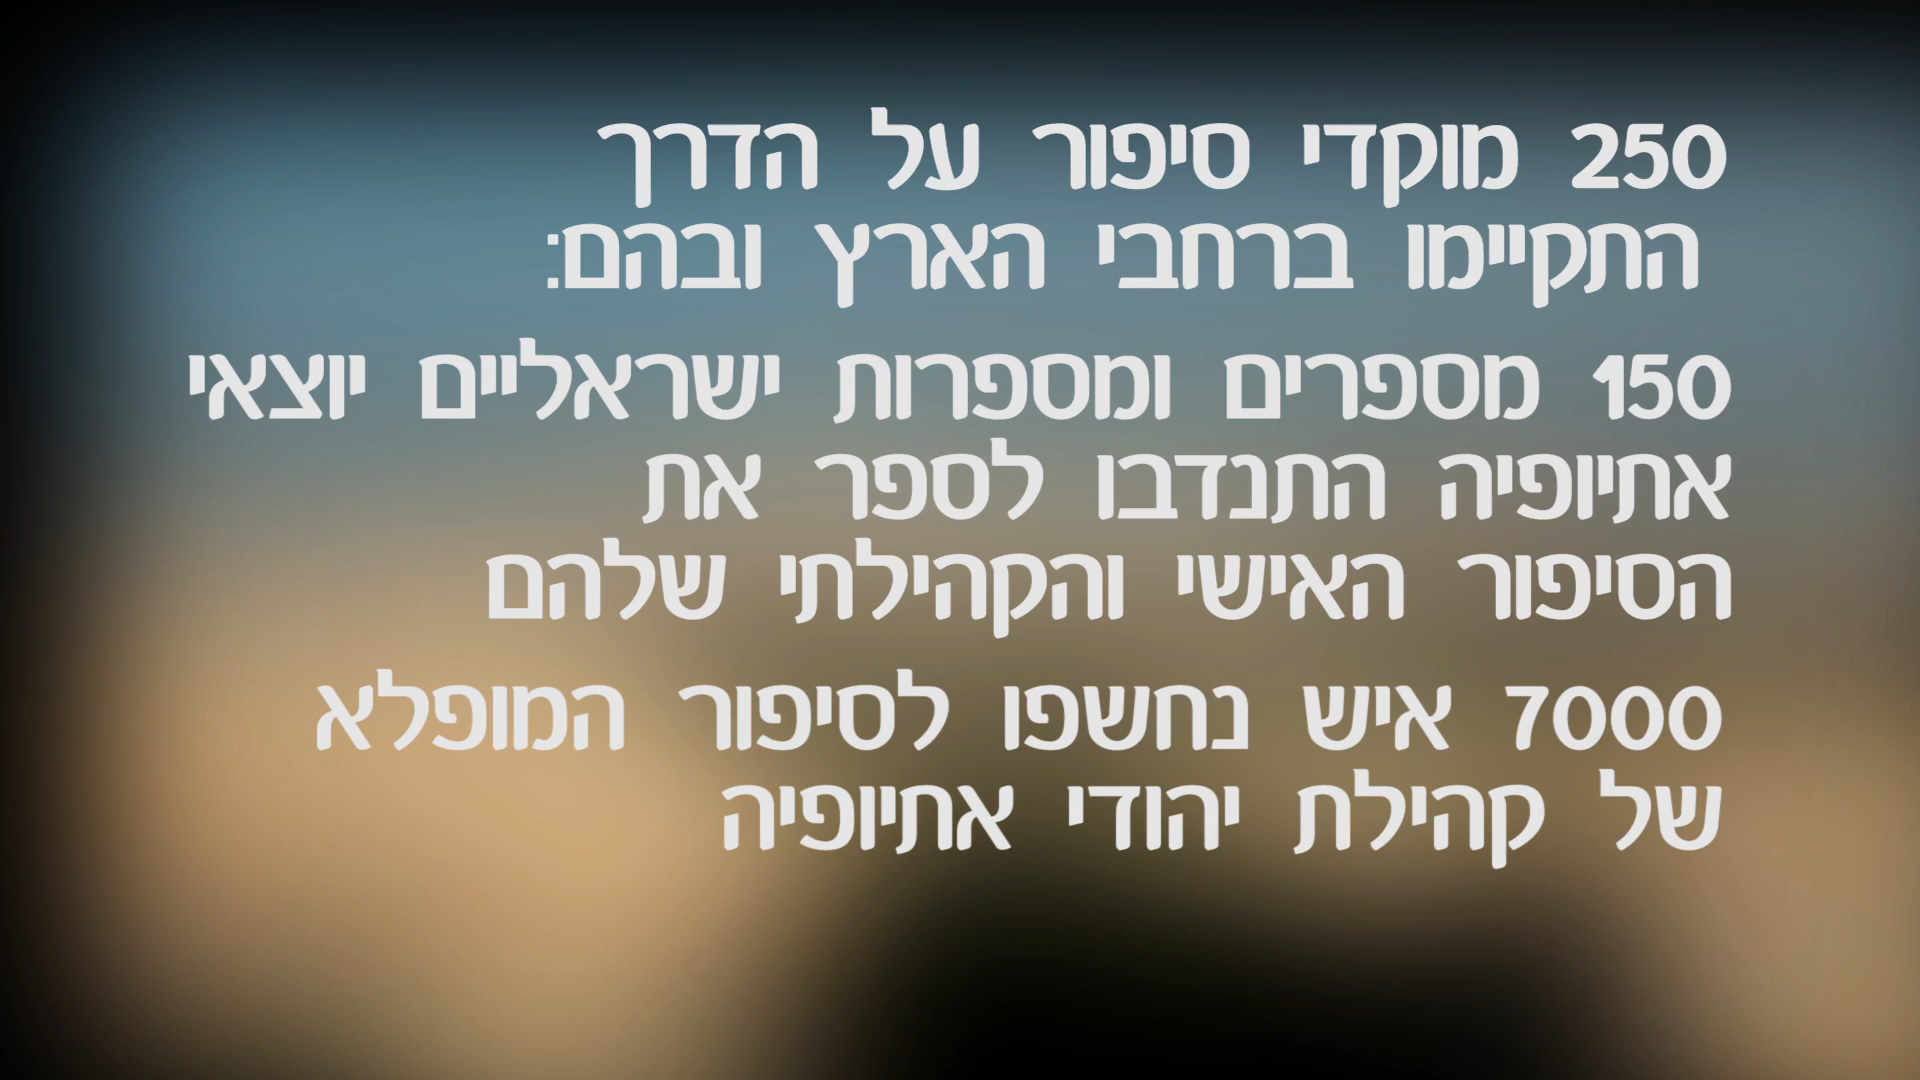 250 מוקדי סיפור על הדרך
התקיימו ברחבי הארץ ובהם:
150 מספרים ומספרות ישראליים יוצאי
אתיופיה התנדבו לספר את
הסיפור האישי והקהילתי שלהם
7000 איש נחשפו לסיפור המופלא
של קהילת יהודי אתיופיה